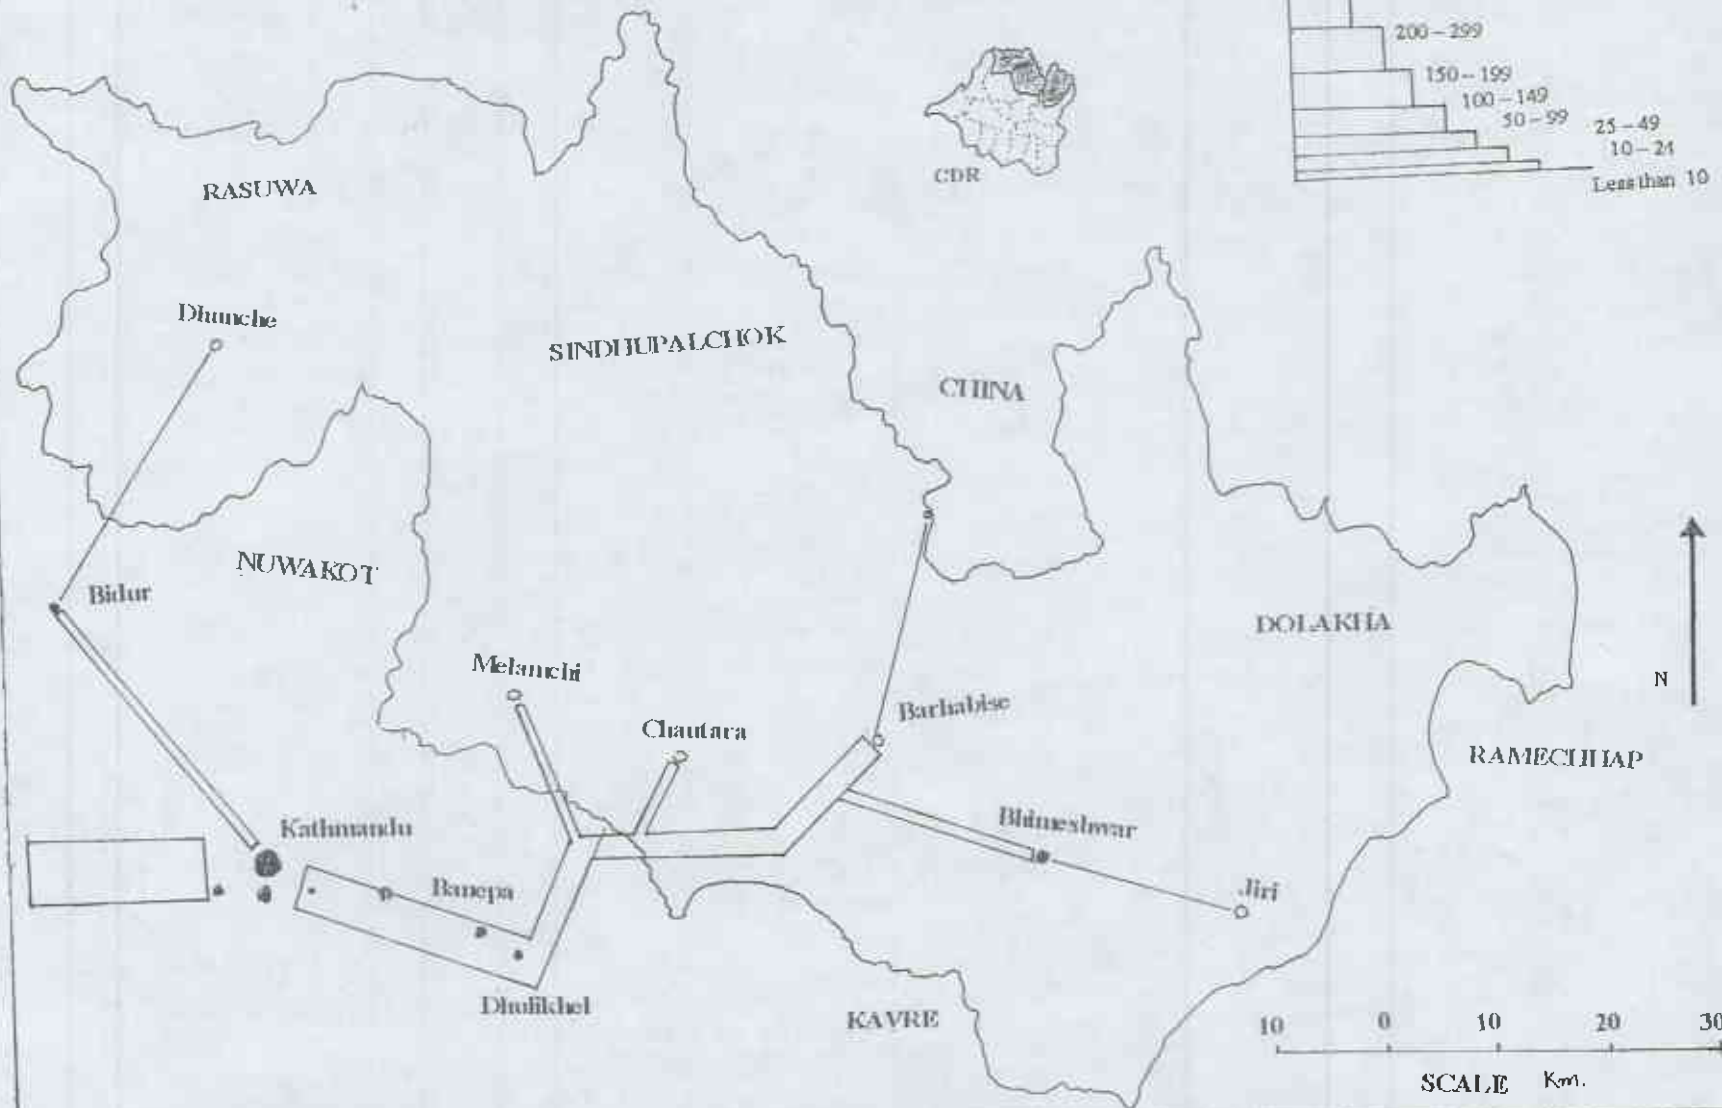 200 – 299
150 – 199
100 – 149
50 – 99
25 – 49
10 – 24
Less than 10
CDR
RASUWA
Dhunche
SINDHUPALCHOK
CHINA
NUWAKOT
Bidur
DOLAKHA
N
Melamchi
Chautara
Barhabise
RAMECHHAP
Kathmandu
Bhimeshwar
Banepa
Jiri
Dhulikhel
KAVRE
10 0 10 20 30
SCALE Km.